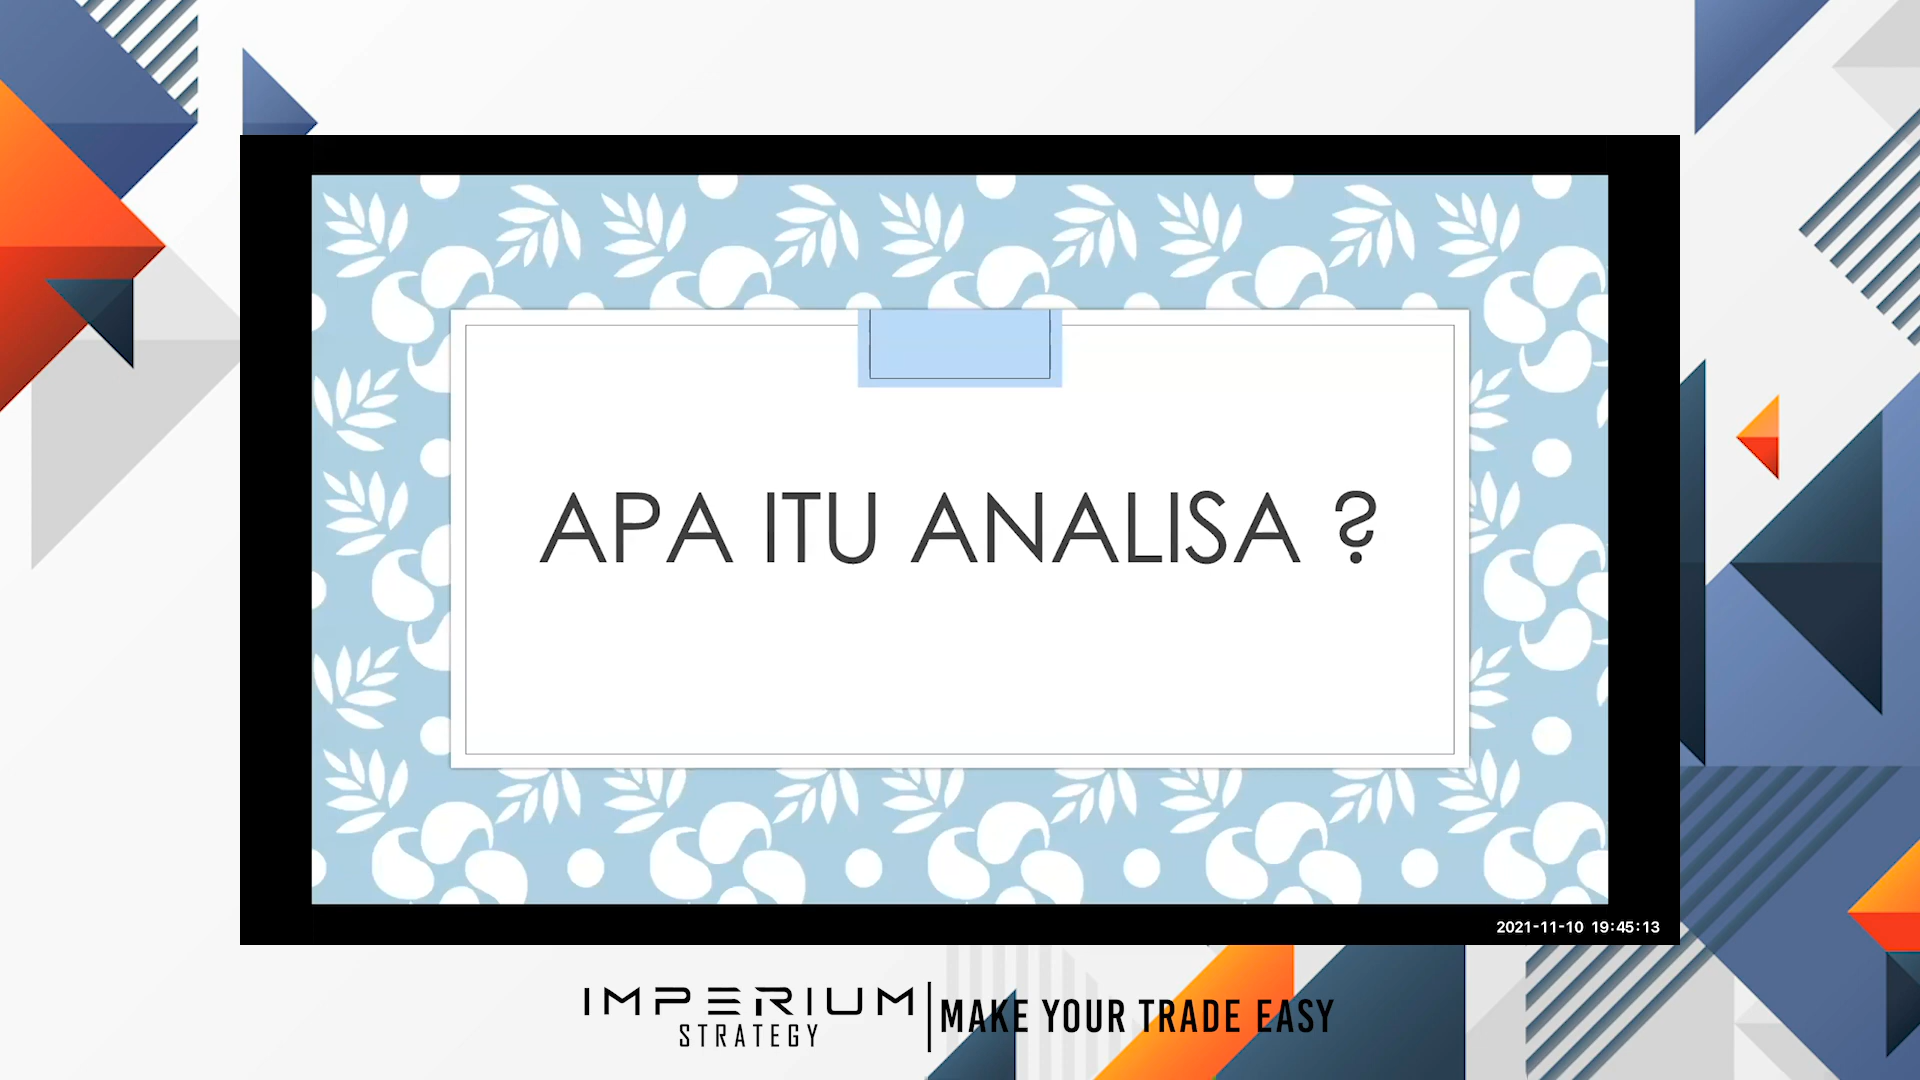 APA ITU ANALISA ?
2021-11-10 19:45:13
IMPERIUM
STRATEGY
MAKE YOUR TRADE EASY